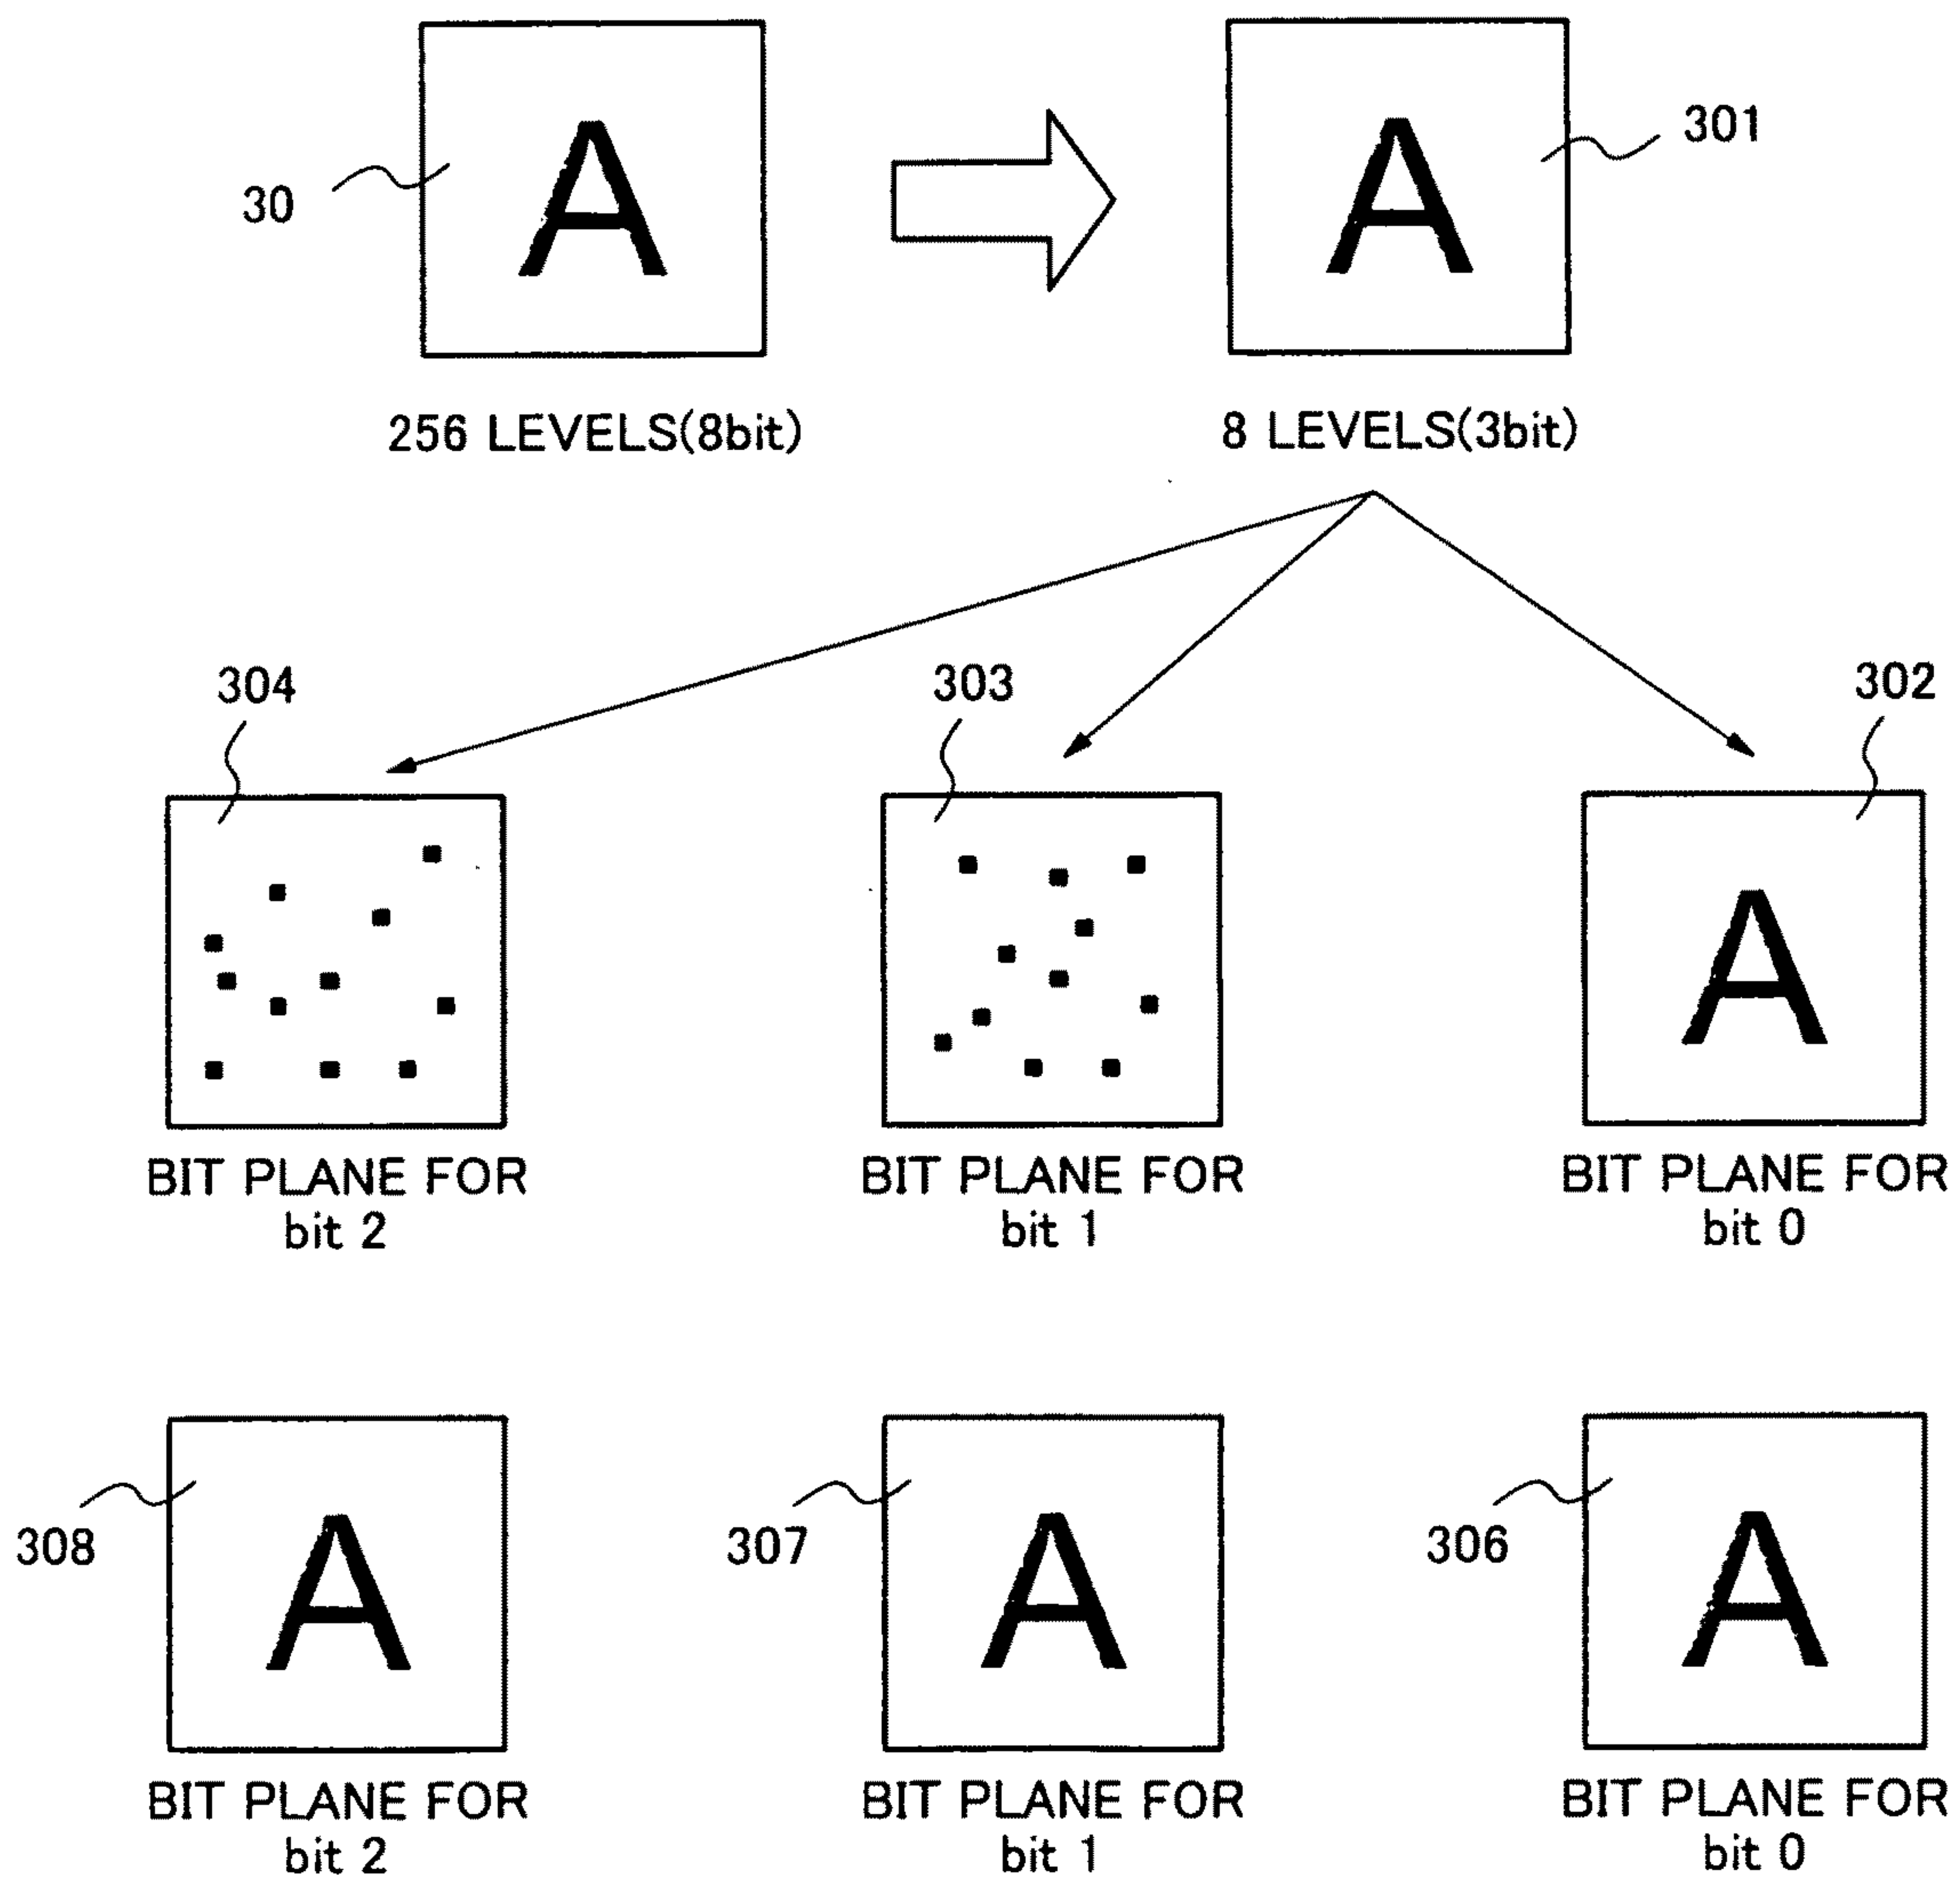 A
A
301
30
256 LEVELS(8bit)
8 LEVELS(3bit)
304
303
302
A
BIT PLANE FOR
bit 2
BIT PLANE FOR
bit 1
BIT PLANE FOR
bit 0
A
A
A
308
307
306
BIT PLANE FOR
bit 2
BIT PLANE FOR
bit 1
BIT PLANE FOR
bit 0